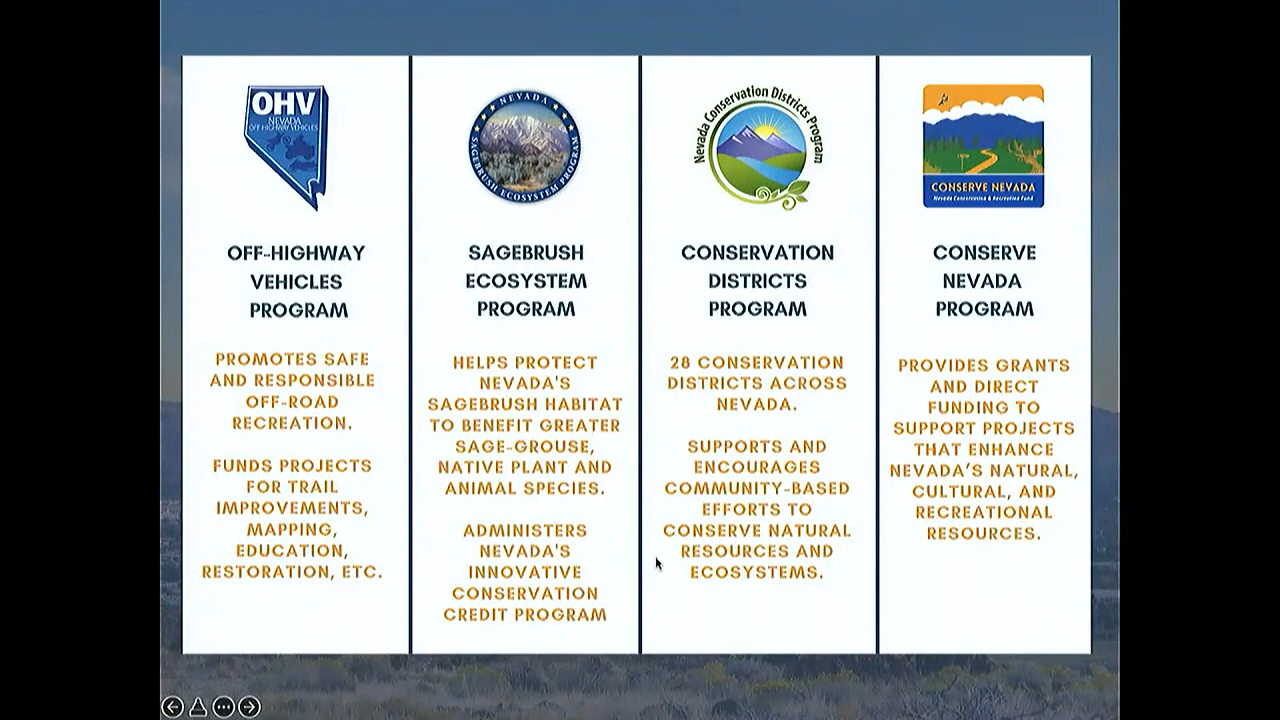 OHV
NEVADA
OFF-HIGHWAY VEHICLES
OFF-HIGHWAY
VEHICLES
PROGRAM
PROMOTES SAFE
AND RESPONSIBLE
OFF-ROAD
RECREATION.
FUNDS PROJECTS
FOR TRAIL
IMPROVEMENTS,
MAPPING,
EDUCATION,
RESTORATION, ETC.
NEVADA
SAGEBRUSH ECOSYSTEM PROGRAM
SAGEBRUSH
ECOSYSTEM
PROGRAM
HELPS PROTECT
NEVADA'S
SAGEBRUSH HABITAT
TO BENEFIT GREATER
SAGE-GROUSE,
NATIVE PLANT AND
ANIMAL SPECIES.
ADMINISTERS
NEVADA'S
INNOVATIVE
CONSERVATION
CREDIT PROGRAM
Nevada Conservation Districts Program
CONSERVATION
DISTRICTS
PROGRAM
28 CONSERVATION
DISTRICTS ACROSS
NEVADA.
SUPPORTS AND
ENCOURAGES
COMMUNITY-BASED
EFFORTS TO
CONSERVE NATURAL
RESOURCES AND
ECOSYSTEMS.
CONSERVE NEVADA
Nevada Conservation & Recreation Fund
CONSERVE
NEVADA
PROGRAM
PROVIDES GRANTS
AND DIRECT
FUNDING TO
SUPPORT PROJECTS
THAT ENHANCE
NEVADA'S NATURAL,
CULTURAL, AND
RECREATIONAL
RESOURCES.